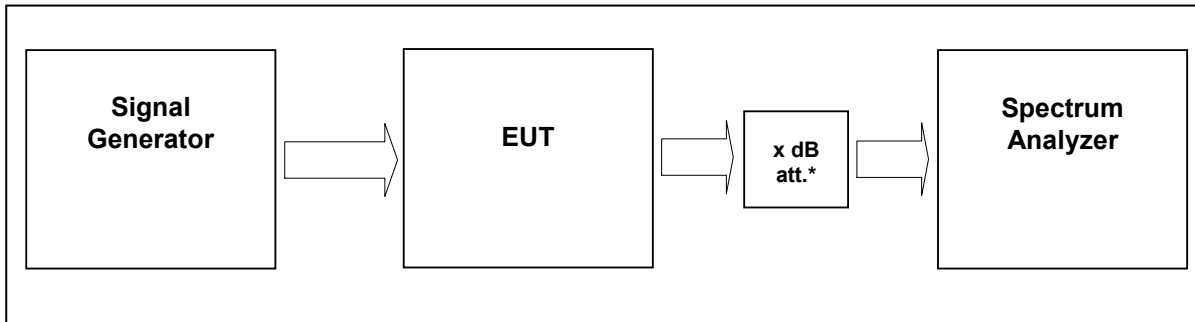 Signal
Generator
EUT
x dB
att.*
Spectrum
Analyzer